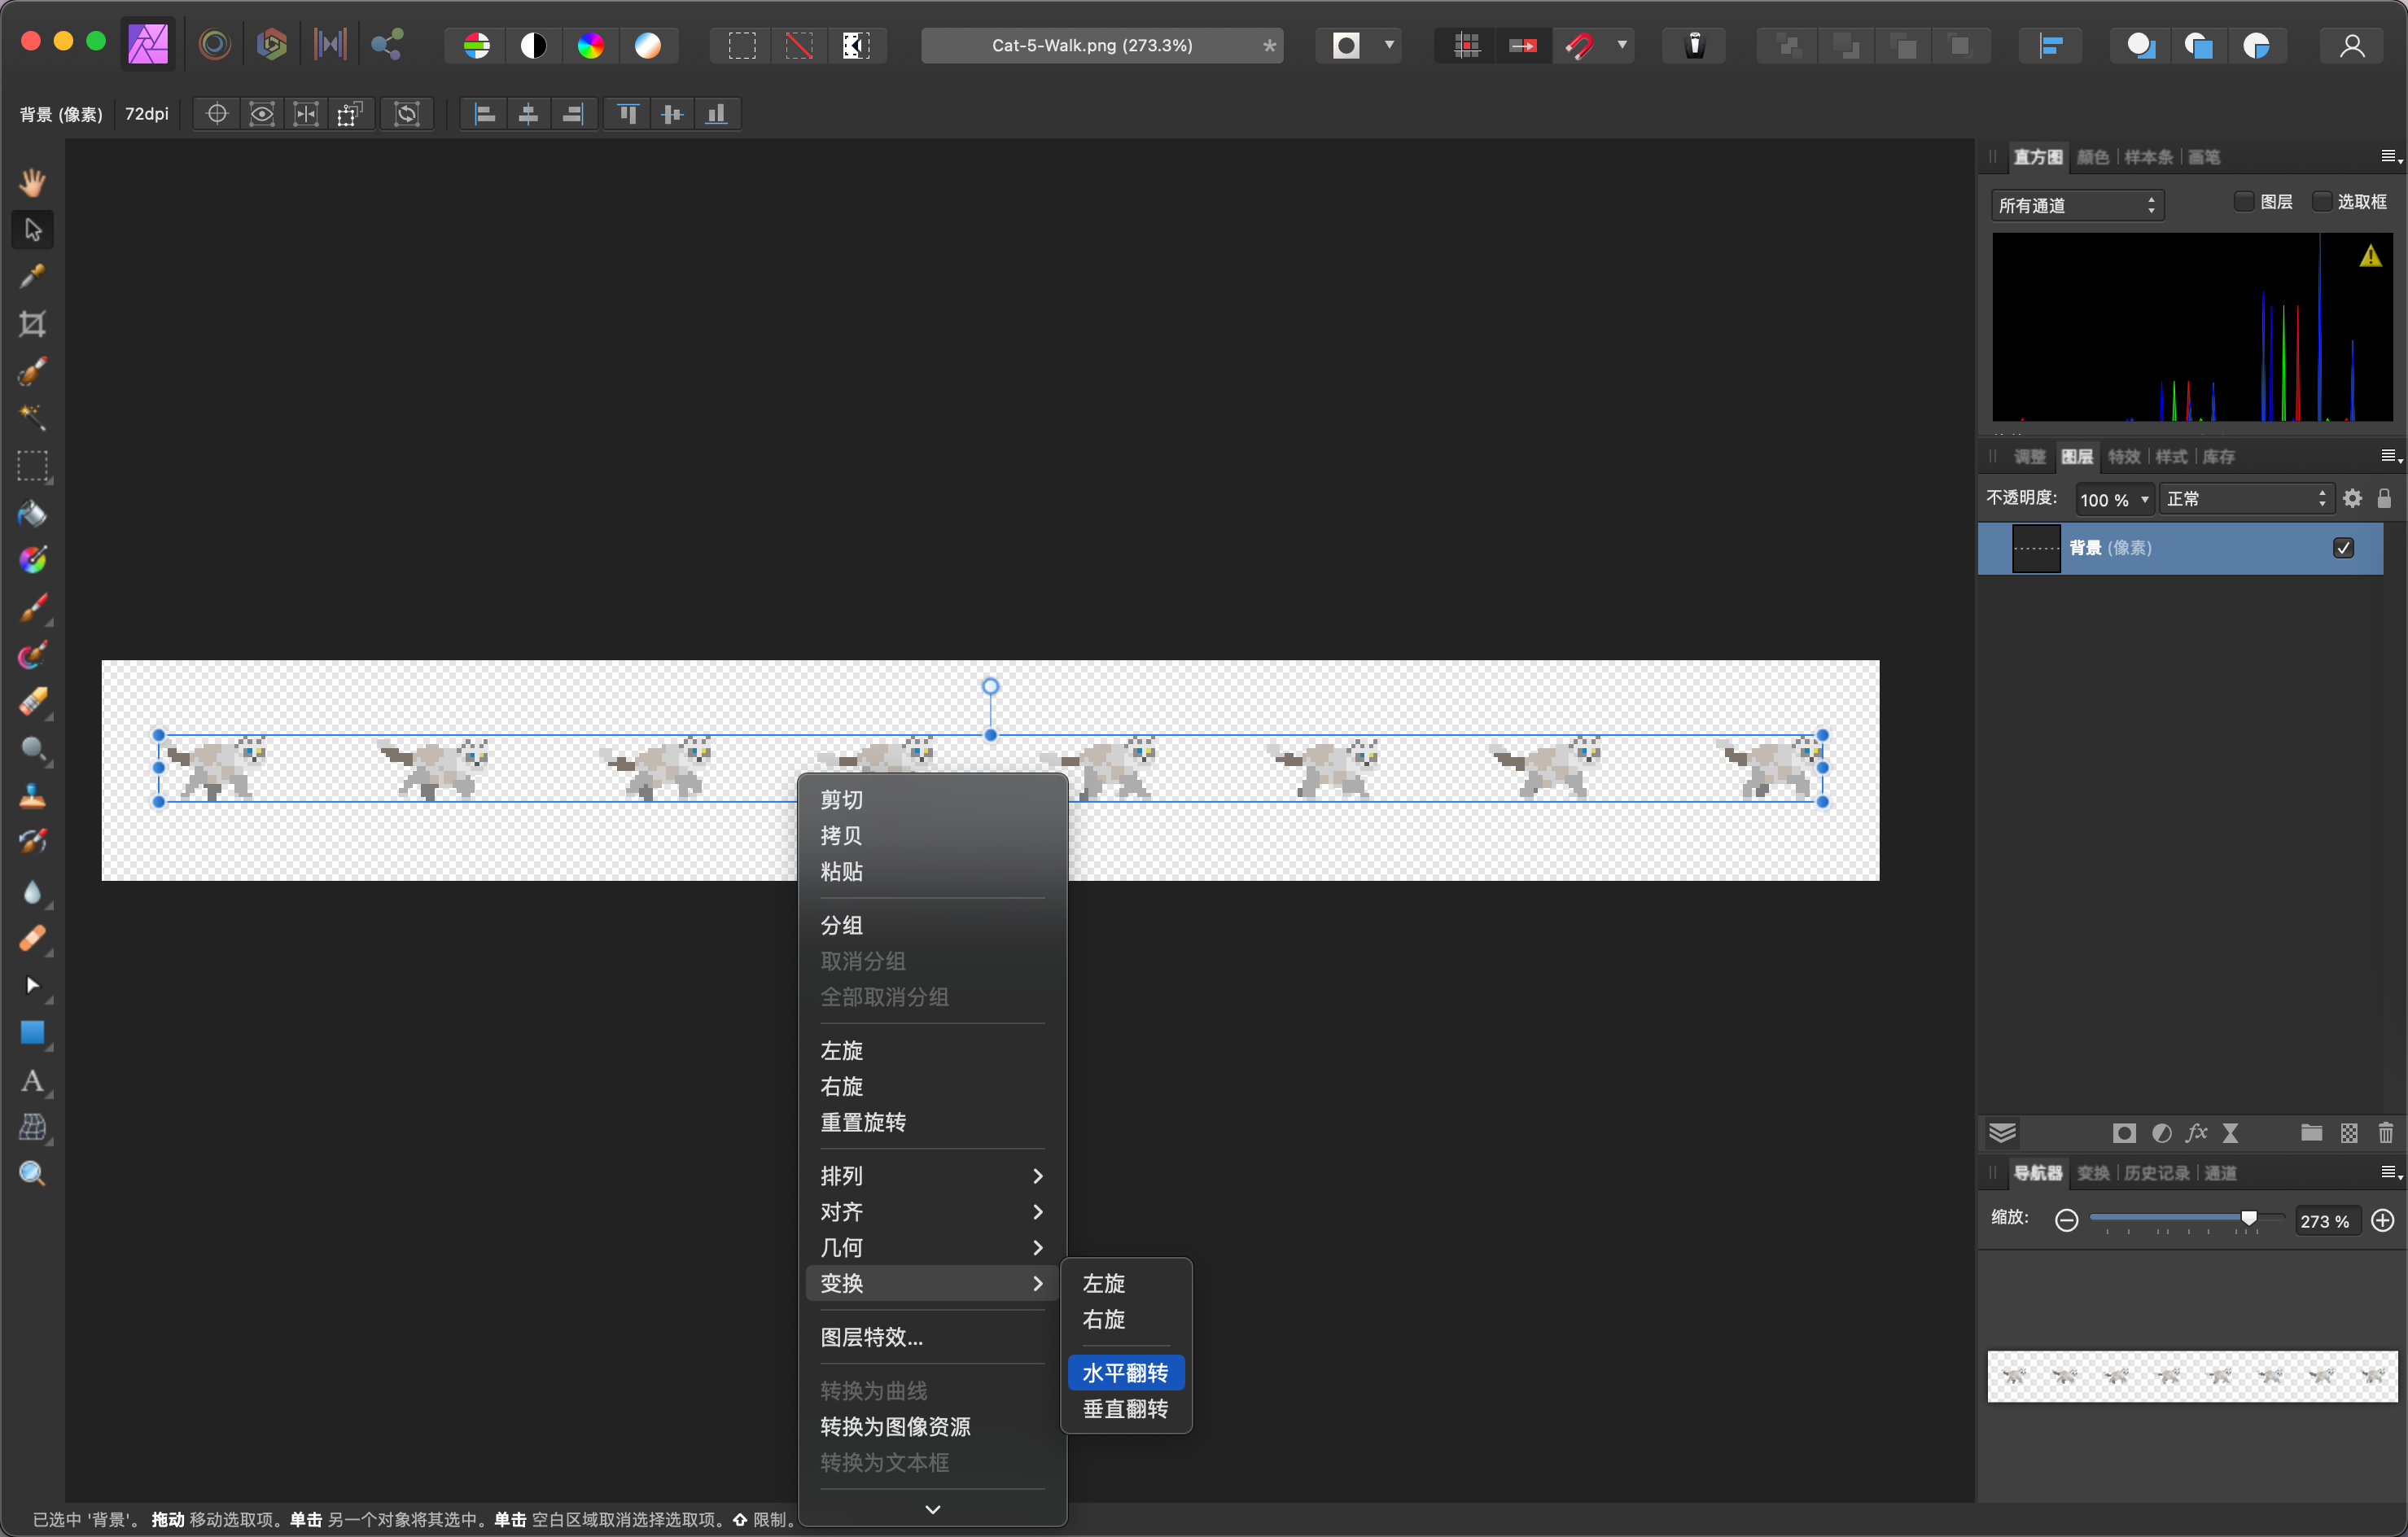 Cat-5-Walk.png (273.3%)
*
背景 (像素)
72dpi
直方图 颜色 样本条 画笔
所有通道
图层
选取框
调整 图层 特效 样式 库存
不透明度: 100 % 正常
背景 (像素)
剪切
拷贝
粘贴
分组
取消分组
全部取消分组
左旋
右旋
重置旋转
排列
对齐
几何
变换
图层特效...
转换为曲线
转换为图像资源
转换为文本框
左旋
右旋
水平翻转
垂直翻转
fx
导航器 变换 历史记录 通道
缩放: 273 %
已选中 '背景'。 拖动 移动选取项。单击 另一个对象将其选中。单击 空白区域取消选择选取项。 限制。